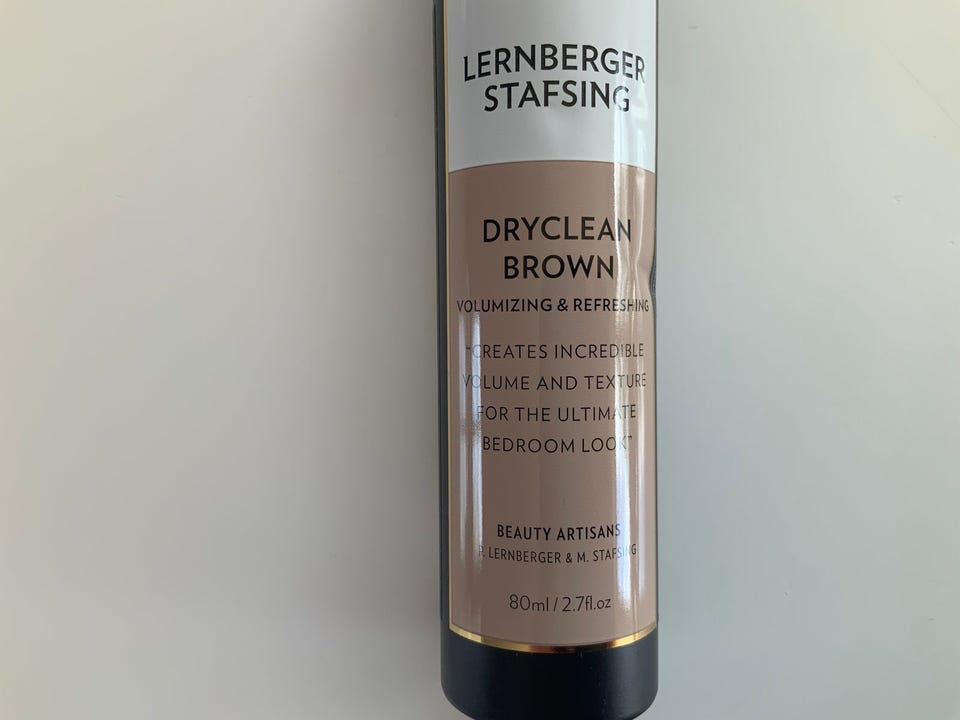 LERNBERGER
STAFSING
DRYCLEAN
BROWN
VOLUMIZING & REFRESHING
"CREATES INCREDIBLE
VOLUME AND TEXTURE
FOR THE ULTIMATE
BEDROOM LOOK"
BEAUTY ARTISANS
P. LERNBERGER & M. STAFSING
80ml / 2.7fl.oz